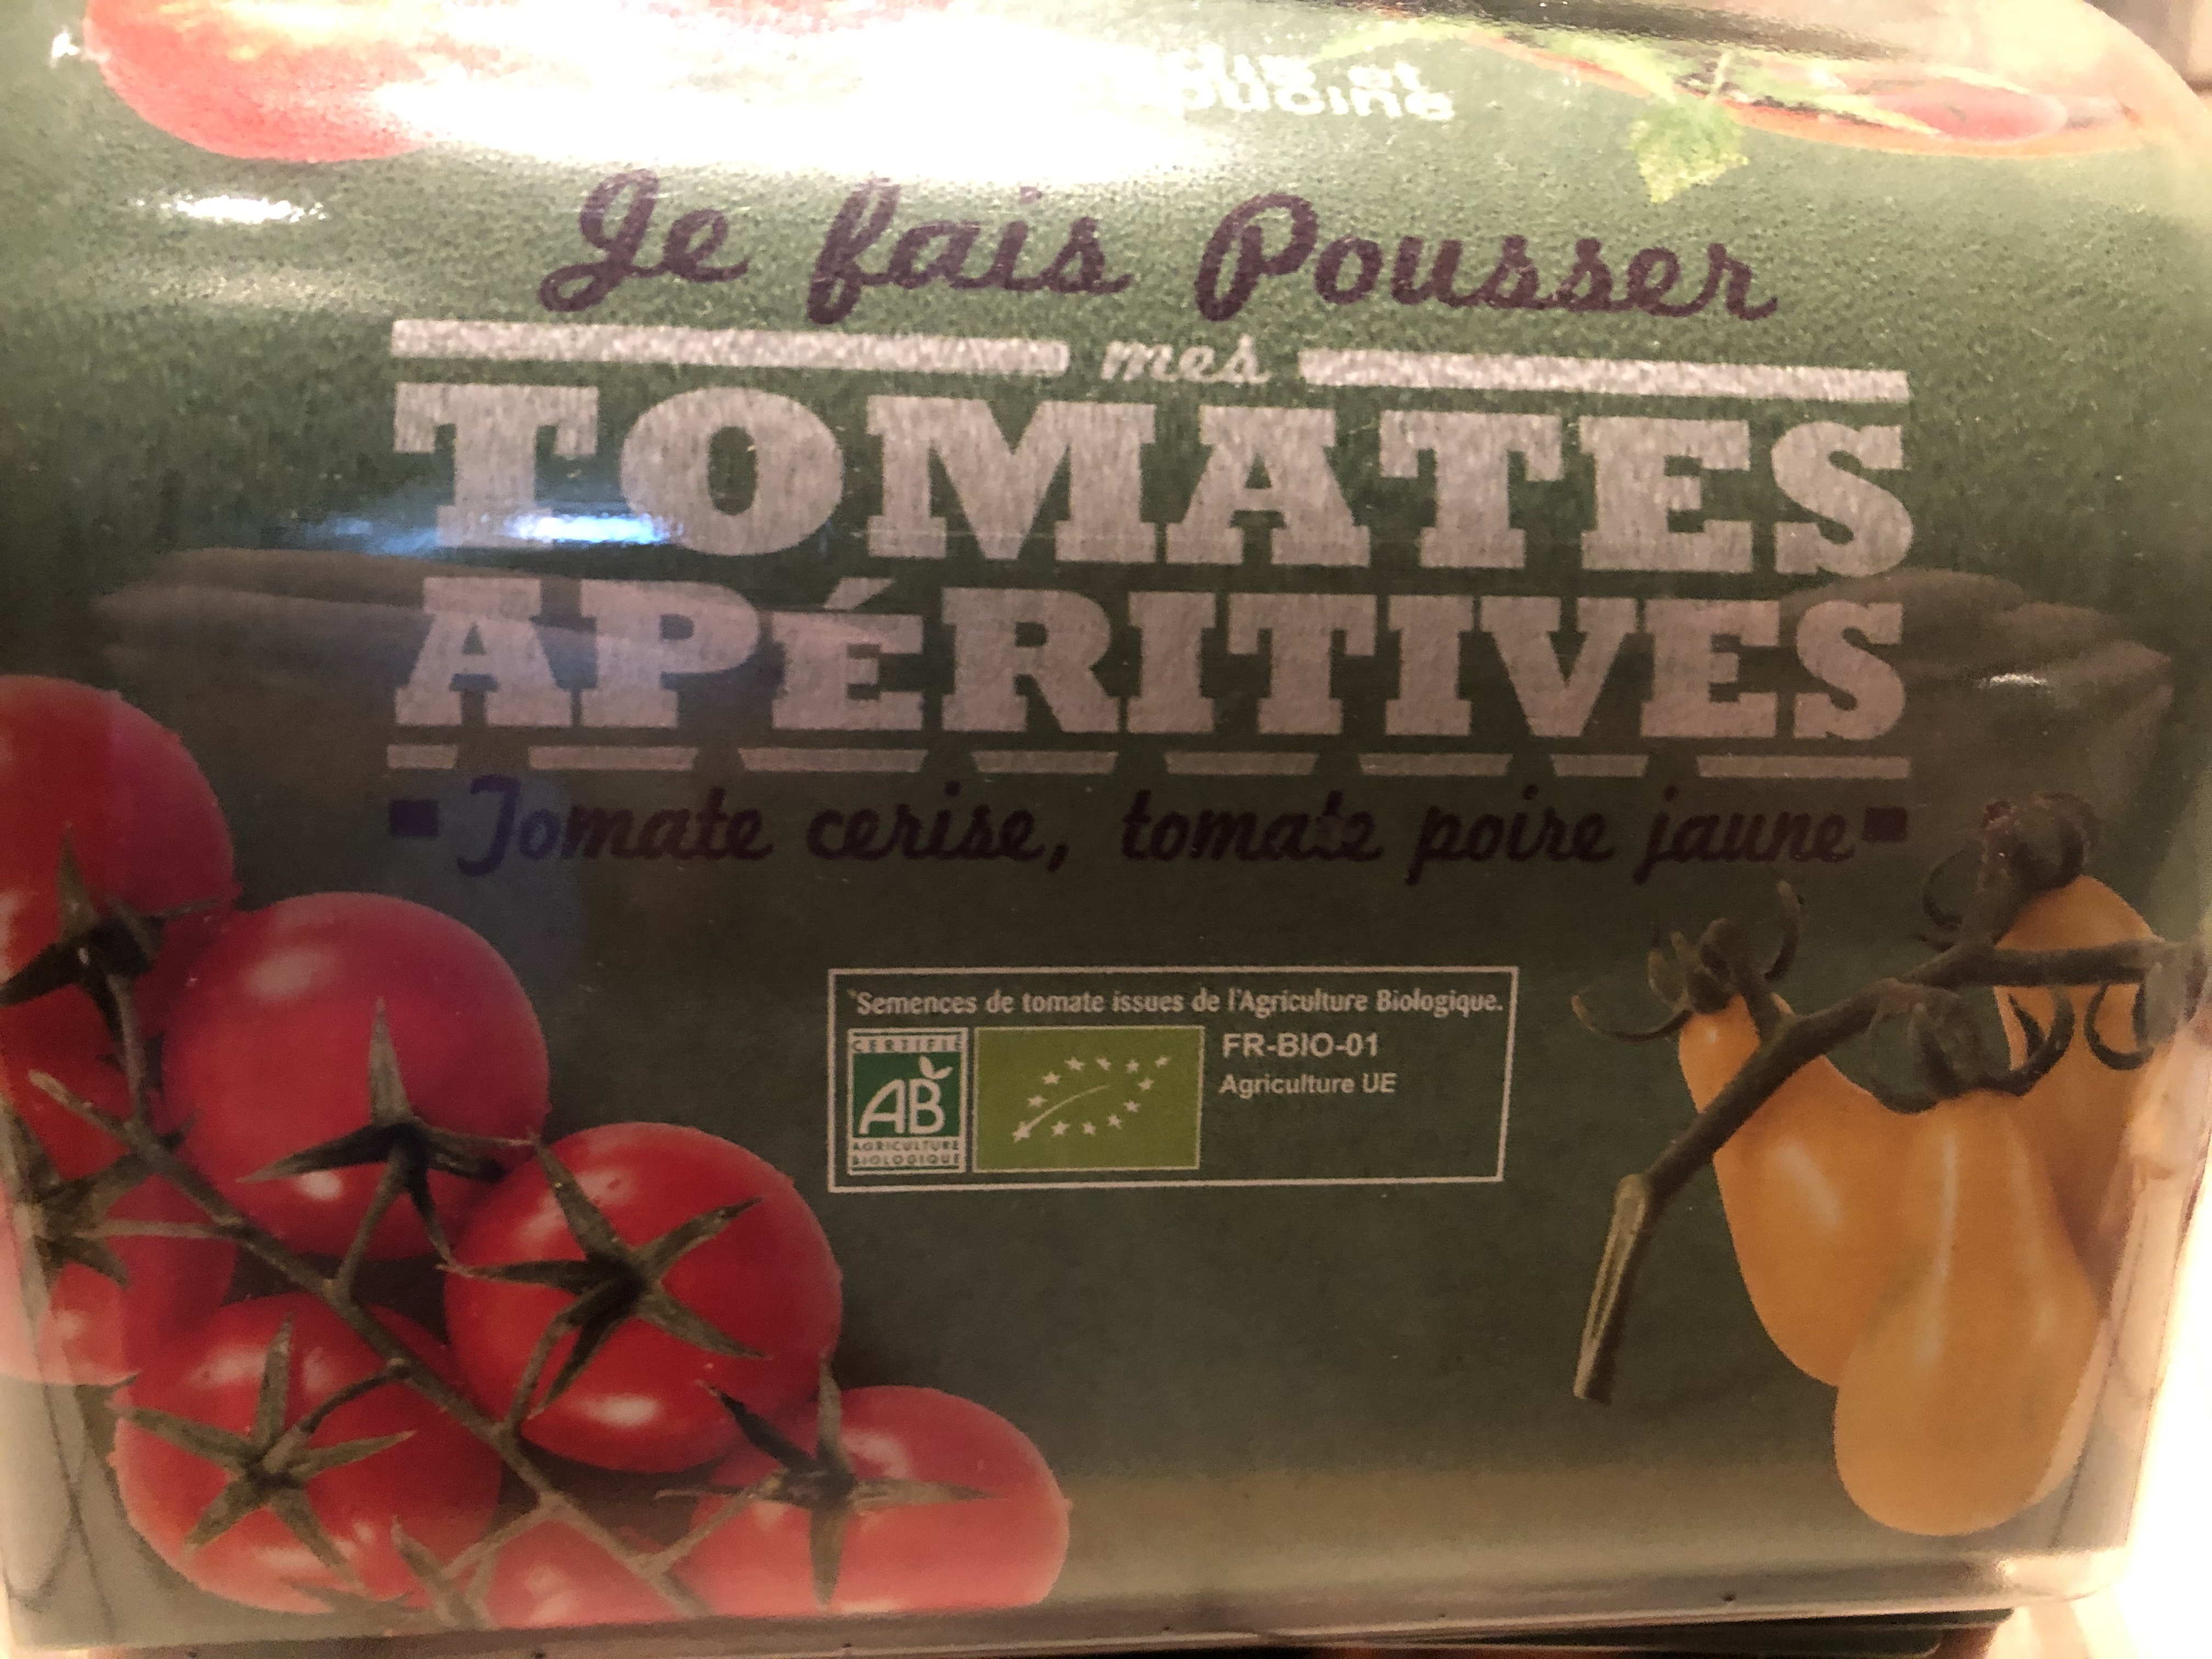 Je fais Pousser
mes
TOMATES
APÉRITIVES
Tomate cerise, tomate poire jaune
*Semences de tomate issues de l'Agriculture Biologique.
CERTIFIÉ
AB
AGRICULTURE
BIOLOGIQUE
FR-BIO-01
Agriculture UE